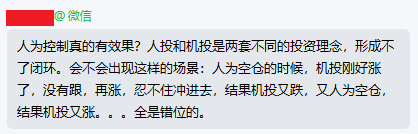 @微信
人为控制真的有效果？人投和机投是两套不同的投资理念，形成不
了闭环。会不会出现这样的场景：人为空仓的时候，机投刚好涨
了，没有跟，再涨，忍不住冲进去，结果机投又跌，又人为空仓，
结果机投又涨。。。全是错位的。